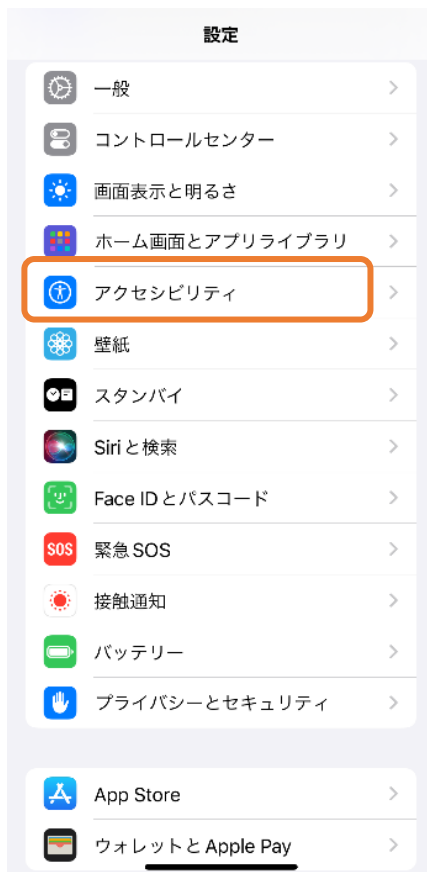 設定
一般
コントロールセンター
画面表示と明るさ
ホーム画面とアプリライブラリ
アクセシビリティ
壁紙
スタンバイ
Siriと検索
Face IDとパスコード
SOS 緊急SOS
接触通知
バッテリー
プライバシーとセキュリティ
App Store
ウォレットとApple Pay